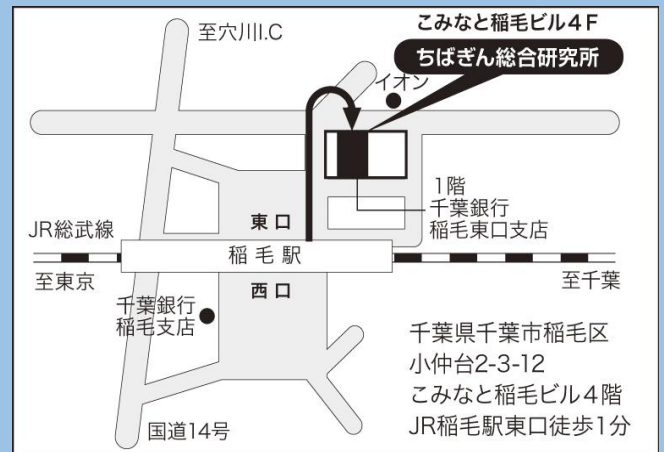 こみなと稲毛ビル4F
ちばぎん総合研究所
至穴川I.C
イオン
1階
千葉銀行
稲毛東口支店
東口
JR総武線
稲毛駅
至東京
至千葉
西口
千葉銀行
稲毛支店
国道14号
千葉県千葉市稲毛区
小仲台2-3-12
こみなと稲毛ビル4階
JR稲毛駅東口徒歩1分